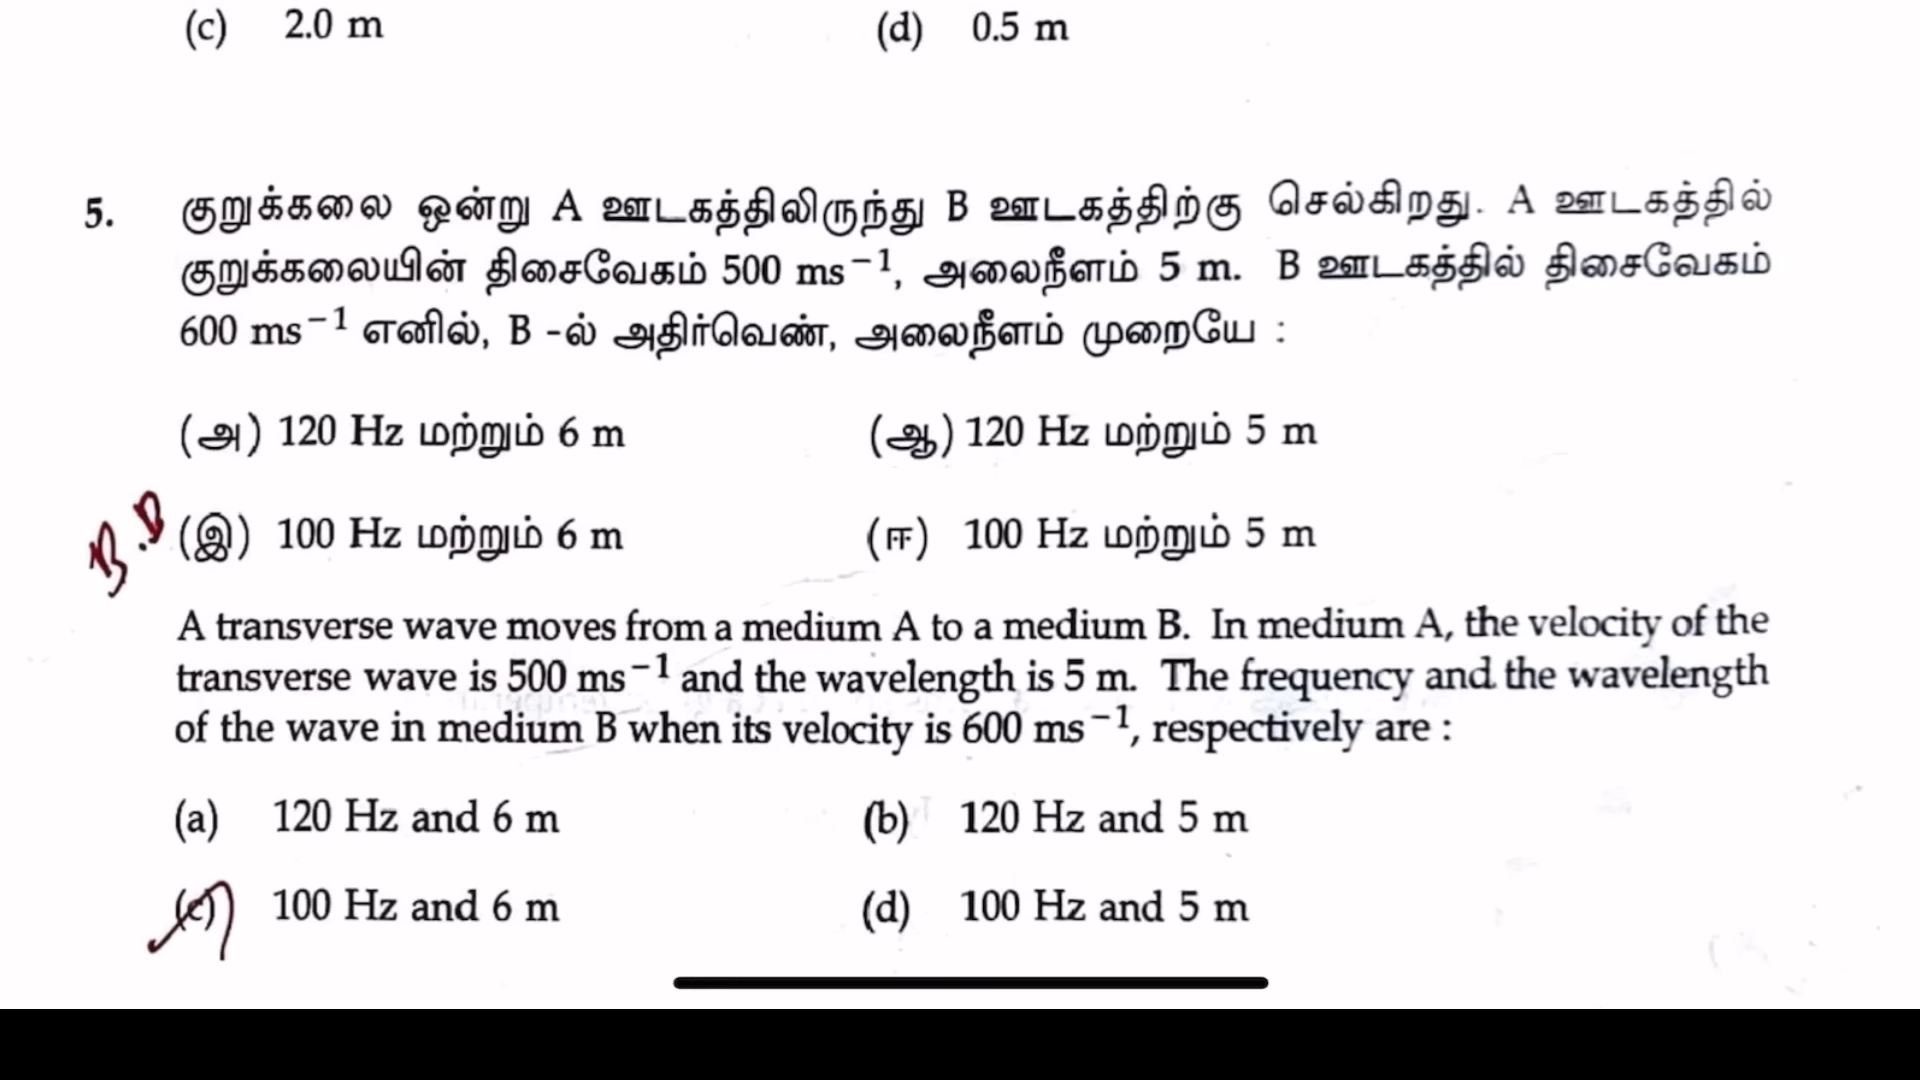 (c) 2.0 m (d) 0.5 m
5. குறுக்கலை ஒன்று A ஊடகத்திலிருந்து B ஊடகத்திற்கு செல்கிறது. A ஊடகத்தில்
குறுக்கலையின் திசைவேகம் 500 ms⁻¹, அலைநீளம் 5 m. B ஊடகத்தில் திசைவேகம்
600 ms⁻¹ எனில், B -ல் அதிர்வெண், அலைநீளம் முறையே :
(அ) 120 Hz மற்றும் 6 m (ஆ) 120 Hz மற்றும் 5 m
B.B (இ) 100 Hz மற்றும் 6 m (ஈ) 100 Hz மற்றும் 5 m
A transverse wave moves from a medium A to a medium B. In medium A, the velocity of the
transverse wave is 500 ms⁻¹ and the wavelength is 5 m. The frequency and the wavelength
of the wave in medium B when its velocity is 600 ms⁻¹, respectively are :
(a) 120 Hz and 6 m (b) 120 Hz and 5 m
(c) 100 Hz and 6 m (d) 100 Hz and 5 m